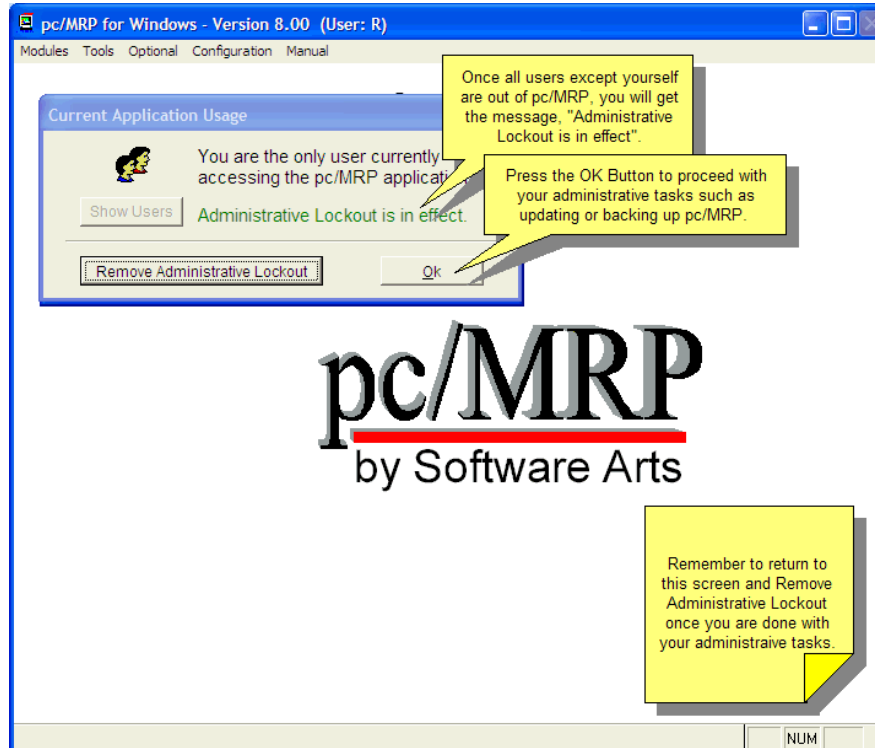 pc/MRP for Windows - Version 8.00 (User: R)
Modules Tools Optional Configuration Manual
Once all users except yourself
are out of pc/MRP, you will get
the message, "Administrative
Lockout is in effect".
Current Application Usage
You are the only user currently
accessing the pc/MRP applicati
Show Users
Administrative Lockout is in effect.
Press the OK Button to proceed with
your administrative tasks such as
updating or backing up pc/MRP.
Remove Administrative Lockout
Ok
pc/MRP
by Software Arts
Remember to return to
this screen and Remove
Administrative Lockout
once you are done with
your administraive tasks.
NUM